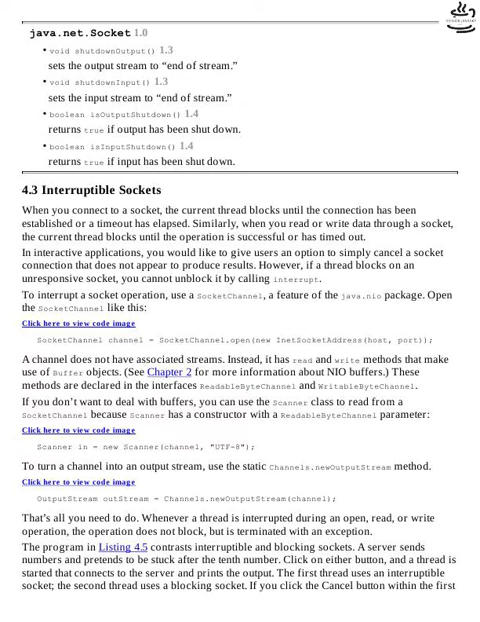 java.net.Socket 1.0
• void shutdownOutput() 1.3
sets the output stream to “end of stream.”
• void shutdownInput() 1.3
sets the input stream to “end of stream.”
• boolean isOutputShutdown() 1.4
returns true if output has been shut down.
• boolean isInputShutdown() 1.4
returns true if input has been shut down.
4.3 Interruptible Sockets
When you connect to a socket, the current thread blocks until the connection has been
established or a timeout has elapsed. Similarly, when you read or write data through a socket,
the current thread blocks until the operation is successful or has timed out.
In interactive applications, you would like to give users an option to simply cancel a socket
connection that does not appear to produce results. However, if a thread blocks on an
unresponsive socket, you cannot unblock it by calling interrupt.
To interrupt a socket operation, use a SocketChannel, a feature of the java.nio package. Open
the SocketChannel like this:
Click here to view code image
SocketChannel channel = SocketChannel.open(new InetSocketAddress(host, port));
A channel does not have associated streams. Instead, it has read and write methods that make
use of Buffer objects. (See Chapter 2 for more information about NIO buffers.) These
methods are declared in the interfaces ReadableByteChannel and WritableByteChannel.
If you don’t want to deal with buffers, you can use the Scanner class to read from a
SocketChannel because Scanner has a constructor with a ReadableByteChannel parameter:
Click here to view code image
Scanner in = new Scanner(channel, "UTF-8");
To turn a channel into an output stream, use the static Channels.newOutputStream method.
Click here to view code image
OutputStream outStream = Channels.newOutputStream(channel);
That’s all you need to do. Whenever a thread is interrupted during an open, read, or write
operation, the operation does not block, but is terminated with an exception.
The program in Listing 4.5 contrasts interruptible and blocking sockets. A server sends
numbers and pretends to be stuck after the tenth number. Click on either button, and a thread is
started that connects to the server and prints the output. The first thread uses an interruptible
socket; the second thread uses a blocking socket. If you click the Cancel button within the first